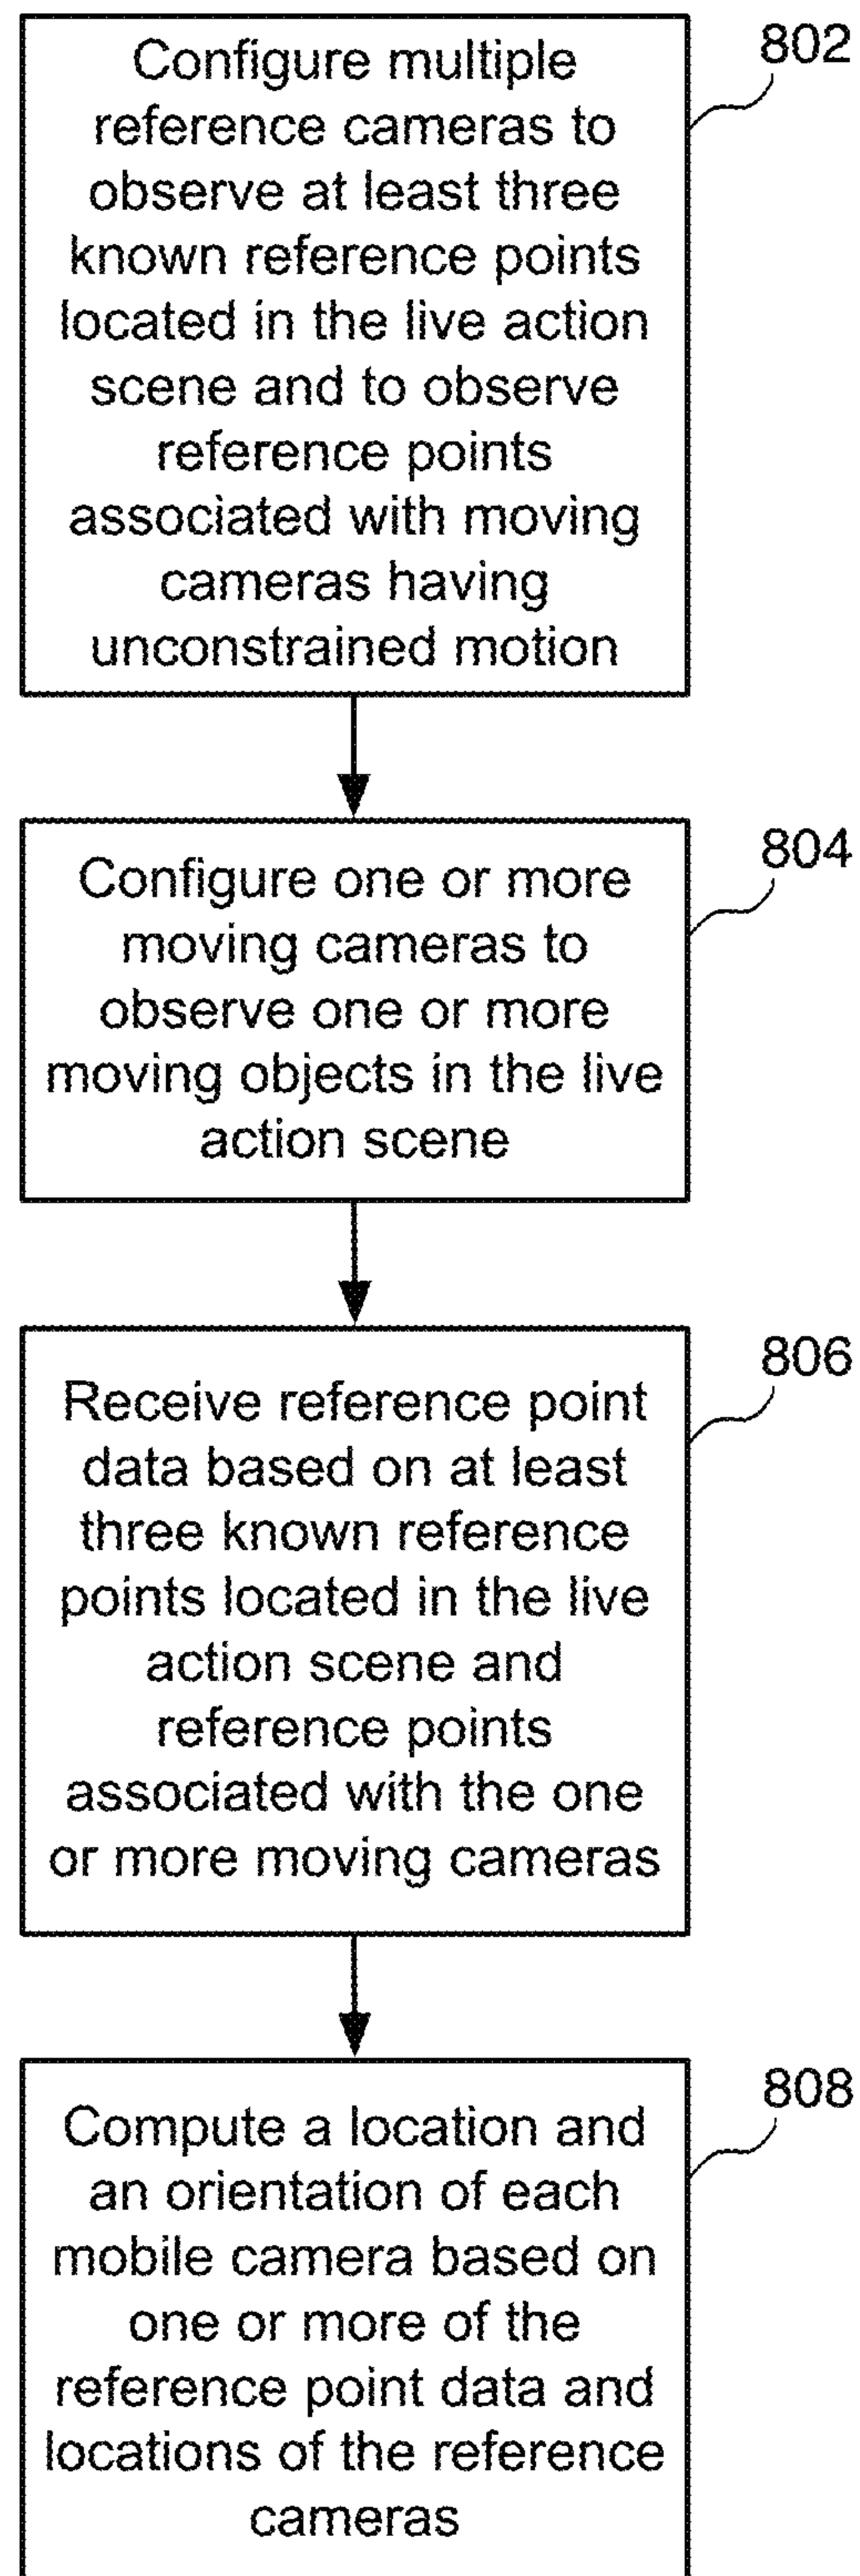 802
Configure multiple
reference cameras to
observe at least three
known reference points
located in the live action
scene and to observe
reference points
associated with moving
cameras having
unconstrained motion
804
Configure one or more
moving cameras to
observe one or more
moving objects in the live
action scene
806
Receive reference point
data based on at least
three known reference
points located in the live
action scene and
reference points
associated with the one
or more moving cameras
808
Compute a location and
an orientation of each
mobile camera based on
one or more of the
reference point data and
locations of the reference
cameras